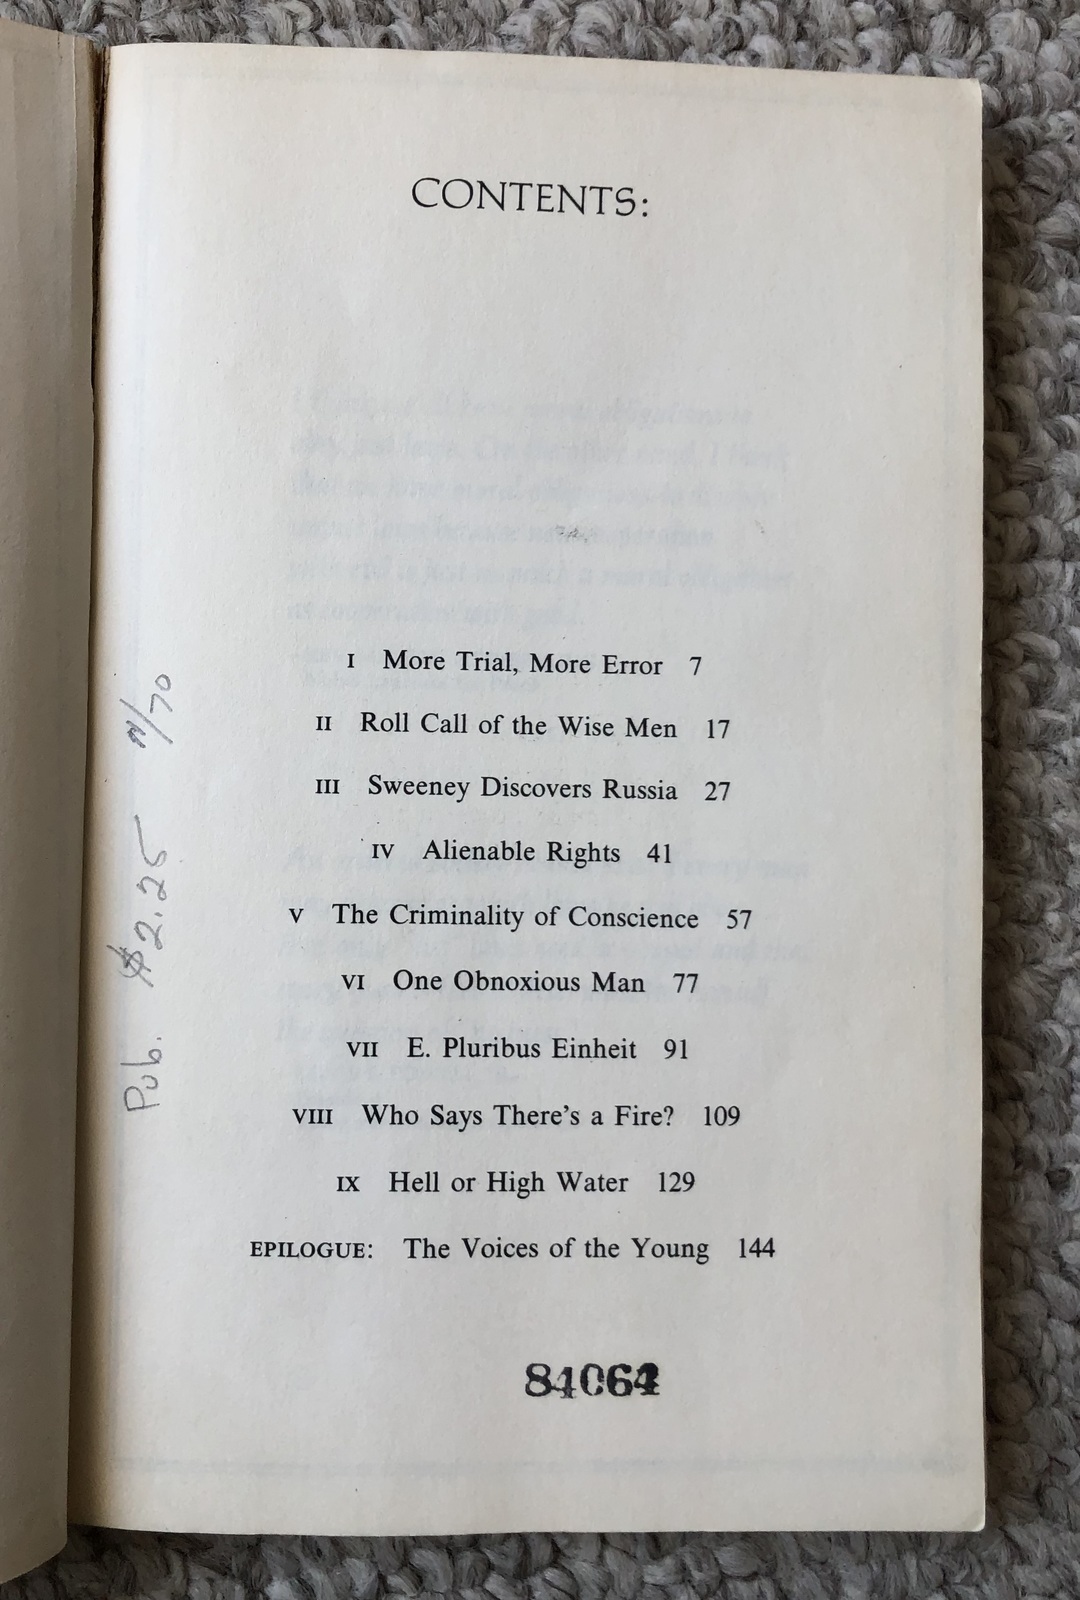 CONTENTS:
I More Trial, More Error 7
II Roll Call of the Wise Men 17
III Sweeney Discovers Russia 27
IV Alienable Rights 41
V The Criminality of Conscience 57
VI One Obnoxious Man 77
VII E. Pluribus Einheit 91
VIII Who Says There's a Fire? 109
IX Hell or High Water 129
EPILOGUE: The Voices of the Young 144
84064
Pub. $2.25